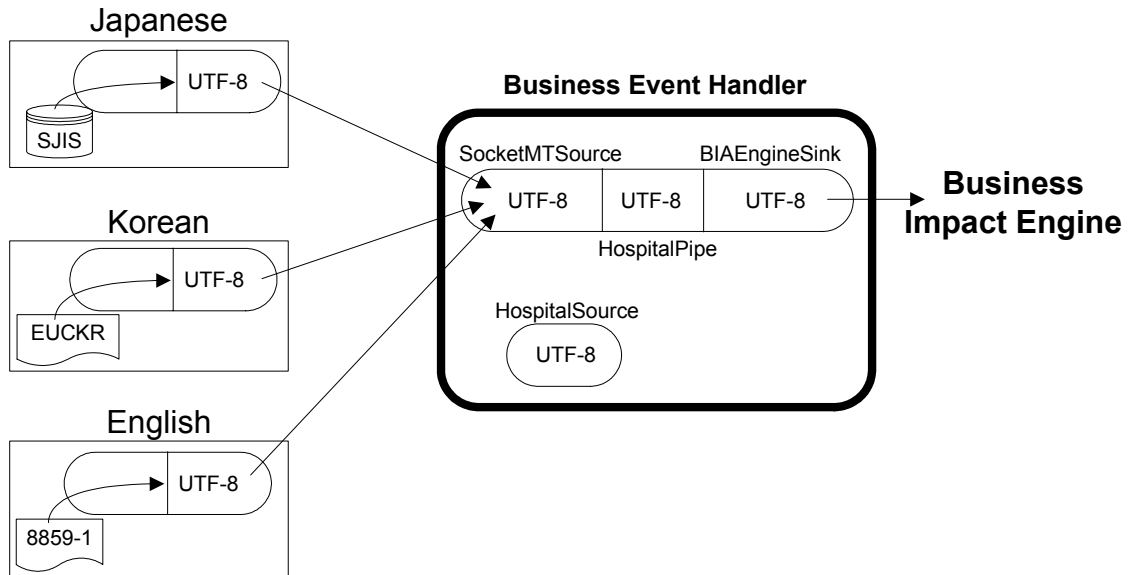 Japanese
UTF-8
SJIS
Korean
UTF-8
EUCKR
English
UTF-8
8859-1
Business Event Handler
SocketMTSource
BIAEngineSink
UTF-8
UTF-8
UTF-8
HospitalPipe
HospitalSource
UTF-8
Business
Impact Engine